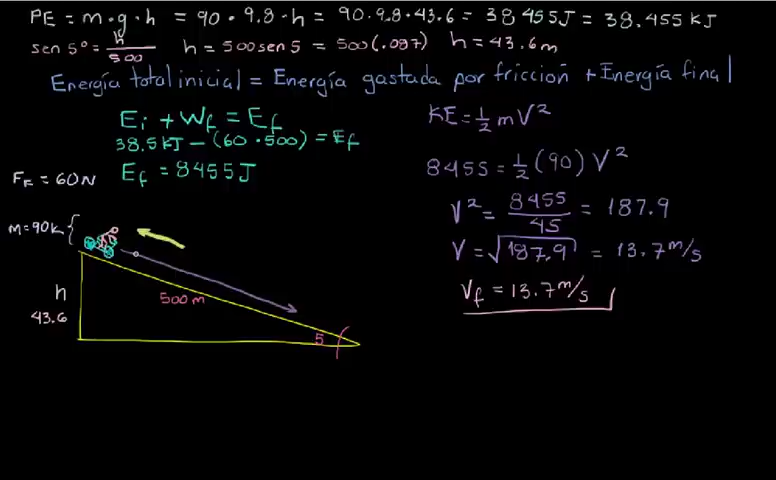 PE = m · g · h = 90 · 9.8 · h = 90 · 9.8 · 43.6 = 38 455 J = 38.455 KJ
sen 5° = h/500 h = 500 sen 5 = 500 (.087) h = 43.6 m
Energía total inicial = Energía gastada por fricción + Energía final
Ei + Wf = Ef
38.5 KJ - (60 · 500) = Ef
Ef = 8455 J
KE = 1/2 m V²
8455 = 1/2 (90) V²
V² = 8455/45 = 187.9
V = √187.9 = 13.7 m/s
Vf = 13.7 m/s
FF = 60 N
m = 90K
h
43.6
500 m
5